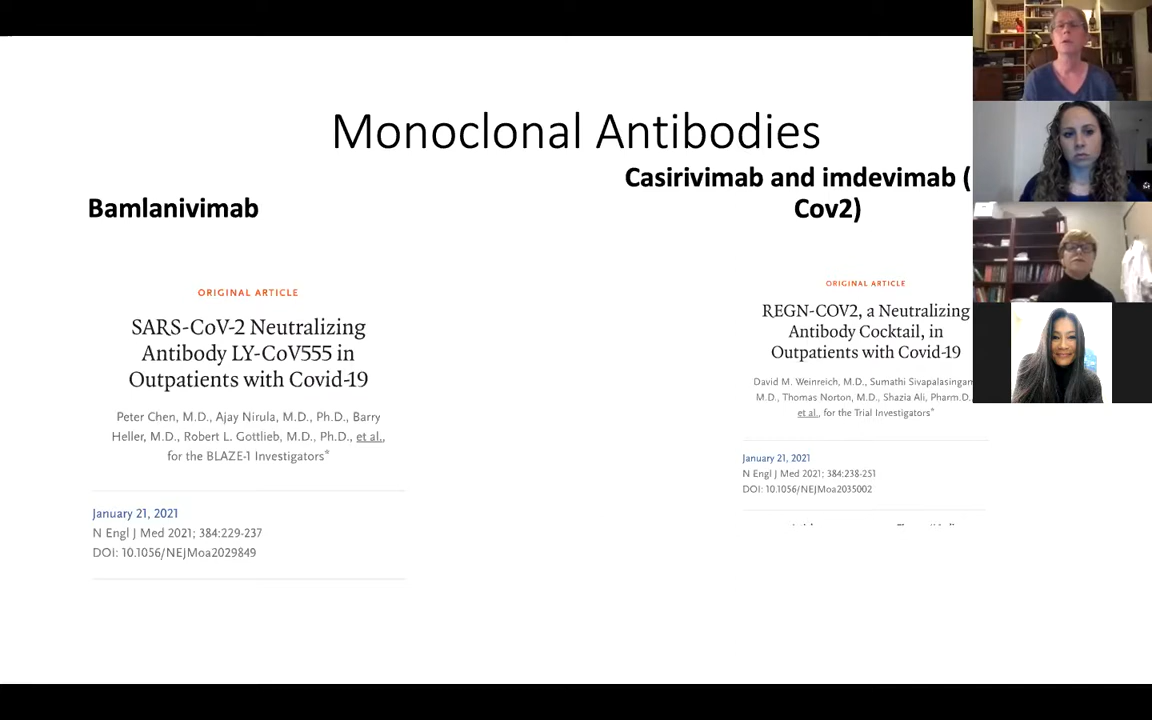 Monoclonal Antibodies
Bamlanivimab
Casirivimab and imdevimab (
Cov2)
ORIGINAL ARTICLE
SARS-CoV-2 Neutralizing
Antibody LY-CoV555 in
Outpatients with Covid-19
Peter Chen, M.D., Ajay Nirula, M.D., Ph.D., Barry
Heller, M.D., Robert L. Gottlieb, M.D., Ph.D., et al.,
for the BLAZE-1 Investigators*
January 21, 2021
N Engl J Med 2021; 384:229-237
DOI: 10.1056/NEJMoa2029849
ORIGINAL ARTICLE
REGN-COV2, a Neutralizing
Antibody Cocktail, in
Outpatients with Covid-19
David M. Weinreich, M.D., Sumathi Sivapalasingam
M.D., Thomas Norton, M.D., Shazia Ali, Pharm.D.
et al., for the Trial Investigators*
January 21, 2021
N Engl J Med 2021; 384:238-251
DOI: 10.1056/NEJMoa2035002